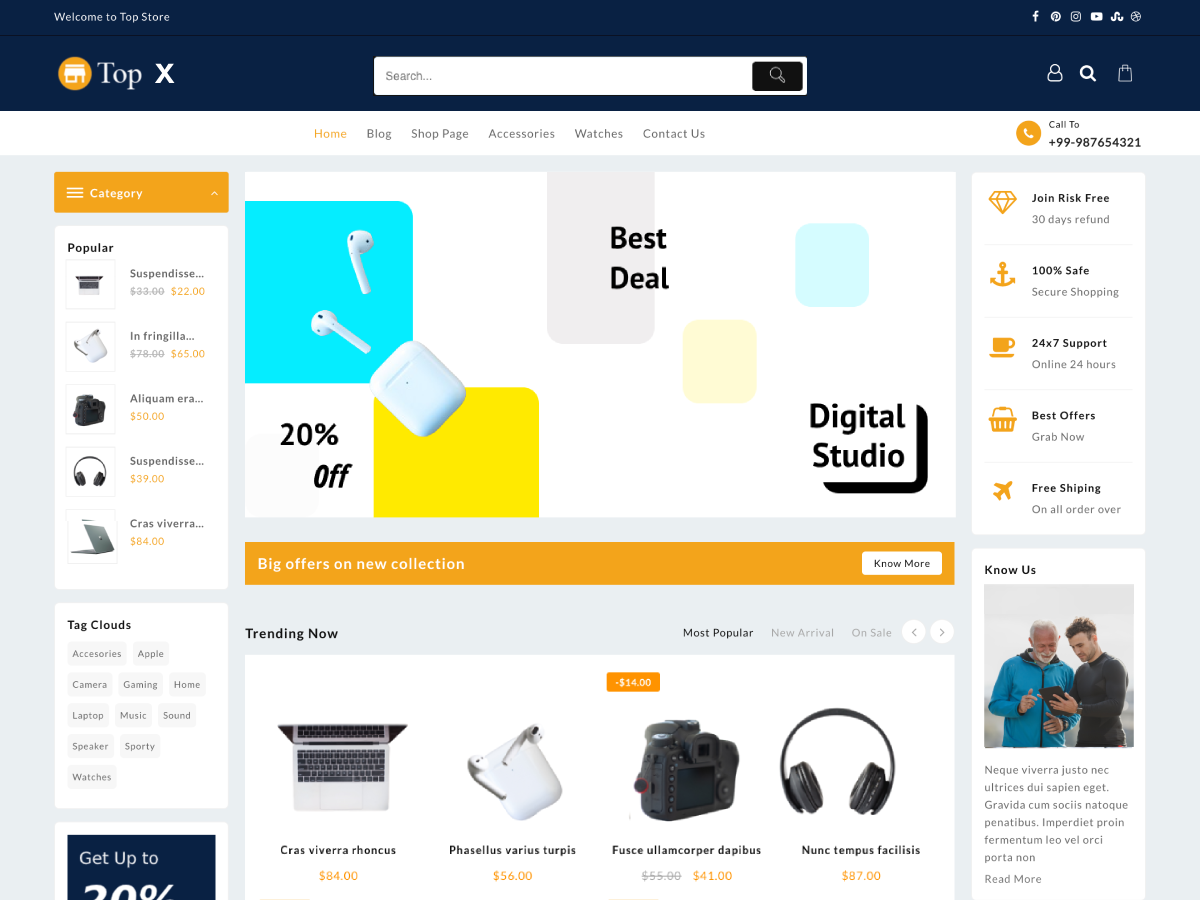 Welcome to Top Store
Top X
Search...
Home
Blog
Shop Page
Accessories
Watches
Contact Us
Call To
+99-987654321
Category
Popular
Suspendisse...
$33.00 $22.00
In fringilla...
$78.00 $65.00
Aliquam era...
$50.00
Suspendisse...
$39.00
Cras viverra...
$84.00
Tag Clouds
Accesories
Apple
Camera
Gaming
Home
Laptop
Music
Sound
Speaker
Sporty
Watches
Get Up to
20%
Best
Deal
20%
Off
Digital
Studio
Big offers on new collection
Know More
Trending Now
Most Popular
New Arrival
On Sale
-$14.00
Cras viverra rhoncus
$84.00
Phasellus varius turpis
$56.00
Fusce ullamcorper dapibus
$55.00 $41.00
Nunc tempus facilisis
$87.00
Join Risk Free
30 days refund
100% Safe
Secure Shopping
24x7 Support
Online 24 hours
Best Offers
Grab Now
Free Shiping
On all order over
Know Us
Neque viverra justo nec
ultrices dui sapien eget.
Gravida cum sociis natoque
penatibus. Imperdiet proin
fermentum leo vel orci
porta non
Read More